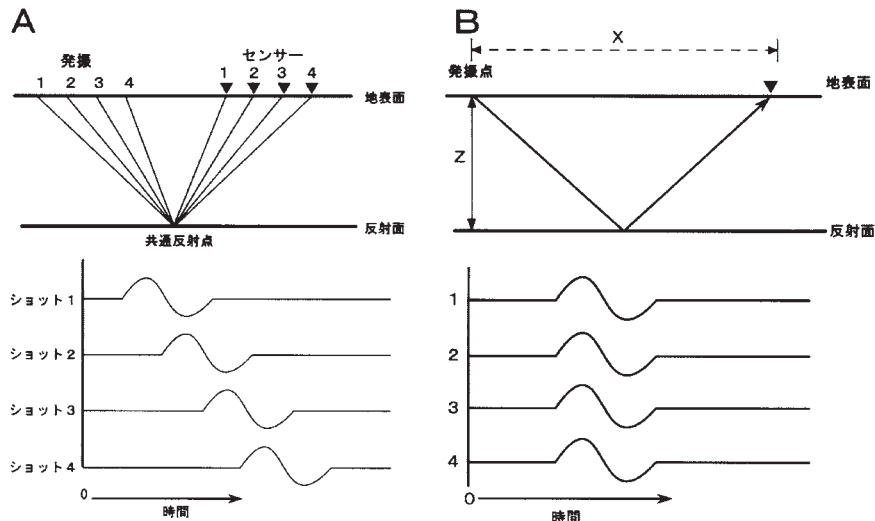 A
発撮
センサー
1 2 3 4
1 2 3 4
地表面
反射面
共通反射点
ショット1
ショット2
ショット3
ショット4
0
時間
B
X
発撮点
地表面
Z
反射面
1
2
3
4
0
時間